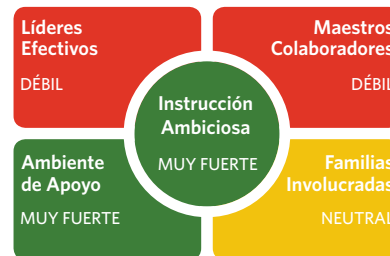 Líderes
Efectivos
DÉBIL
Maestros
Colaboradores
DÉBIL
Instrucción
Ambiciosa
MUY FUERTE
Ambiente
de Apoyo
MUY FUERTE
Familias
Involucradas
NEUTRAL